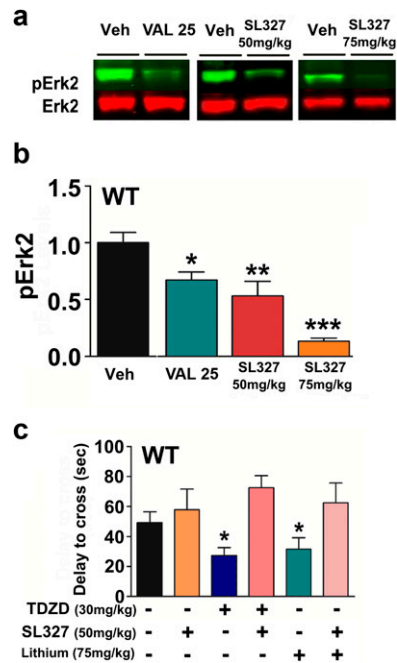 a
Veh VAL 25 Veh SL327 50mg/kg Veh SL327 75mg/kg
pErk2
Erk2
b
WT
pErk2
1.5
1.0
0.5
0.0
*
**
***
Veh VAL 25 SL327 50mg/kg SL327 75mg/kg
c
WT
Delay to cross (sec)
100
80
60
40
20
0
*
*
TDZD (30mg/kg) - - + + - -
SL327 (50mg/kg) - + - + - +
Lithium (75mg/kg) - - - - + +